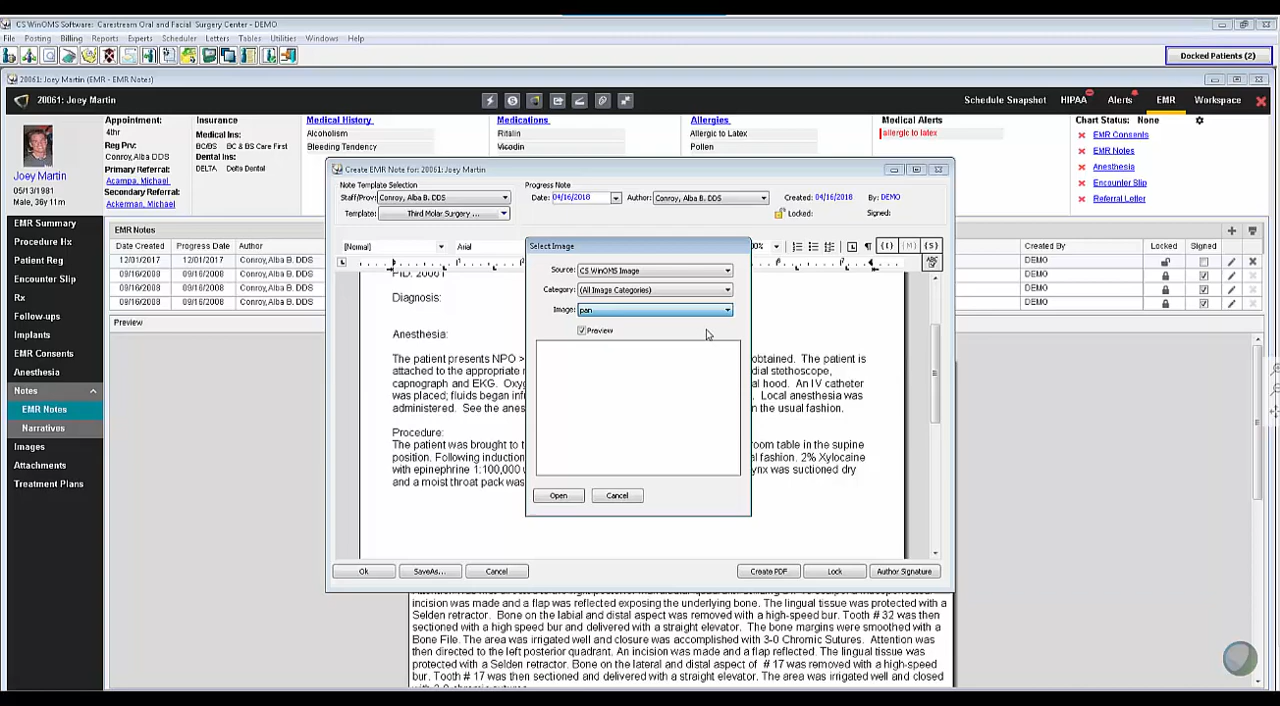 CS WinOMS Software: Carestream Oral and Facial Surgery Center - DEMO
File Posting Billing Reports Experts Scheduler Letters Tables Utilities Windows Help
Docked Patients (2)
20061: Joey Martin (EMR - EMR Notes)
20061: Joey Martin
Schedule Snapshot HIPAA Alerts EMR Workspace
Appointment:
4thr
Reg Prv:
Conroy, Alba DDS
Primary Referral:
Acampa, Michael
Secondary Referral:
Ackerman, Michael
Insurance
Medical Ins:
BC/BS BC & BS Care First
Dental Ins:
DELTA Delta Dental
Medical History
Alcoholism
Bleeding Tendency
Medications
Ritalin
Vicodin
Allergies
Allergic to Latex
Pollen
Medical Alerts
allergic to latex
Chart Status: None
EMR Consents
EMR Notes
Anesthesia
Encounter Slip
Referral Letter
Joey Martin
05/13/1981
Male, 36y 11m
EMR Summary
Procedure Hx
Patient Reg
Encounter Slip
Rx
Follow-ups
Implants
EMR Consents
Anesthesia
Notes
EMR Notes
Narratives
Images
Attachments
Treatment Plans
EMR Notes
Date Created Progress Date Author
12/01/2017 12/01/2017 Conroy, Alba B. DDS
09/16/2008 09/16/2008 Conroy, Alba B. DDS
09/16/2008 09/16/2008 Conroy, Alba B. DDS
09/16/2008 09/16/2008 Conroy, Alba B. DDS
Created By Locked Signed
DEMO
DEMO
DEMO
DEMO
Preview
Create EMR Note for: 20061: Joey Martin
Note Template Selection
Staff/Prov: Conroy, Alba B. DDS
Template: Third Molar Surgery ...
Progress Note
Date: 04/16/2018 Author: Conroy, Alba B. DDS Created: 04/16/2018 By: DEMO
Locked: Signed:
[Normal] Arial
PID: 20061
Diagnosis:
Anesthesia:
The patient presents NPO > obtained. The patient is
attached to the appropriate dial stethoscope,
capnograph and EKG. al hood. An IV catheter
was placed; fluids began Local anesthesia was
administered. See the in the usual fashion.
Procedure:
The patient was brought to room table in the supine
position. Following al fashion. 2% Xylocaine
with epinephrine 1:100,000 was suctioned dry
and a moist throat pack was
Select Image
Source: CS WinOMS Image
Category: (All Image Categories)
Image: pan
Preview
Open Cancel
Ok SaveAs... Cancel Create PDF Lock Author Signature
incision was made and a flap was reflected exposing the underlying bone. The lingual tissue was protected with a
Selden retractor. Bone on the labial and distal aspect was removed with a high-speed bur. Tooth # 32 was then
sectioned with a high speed bur and delivered with a straight elevator. The bone margins were smoothed with a
Bone File. The area was irrigated well and closure was accomplished with 3-0 Chromic Sutures. Attention was
then directed to the left posterior quadrant. An incision was made and a flap reflected. The lingual tissue was
protected with a Selden retractor. Bone on the lateral and distal aspect of # 17 was removed with a high-speed
bur. Tooth # 17 was then sectioned and delivered with a straight elevator. The area was irrigated well and closed